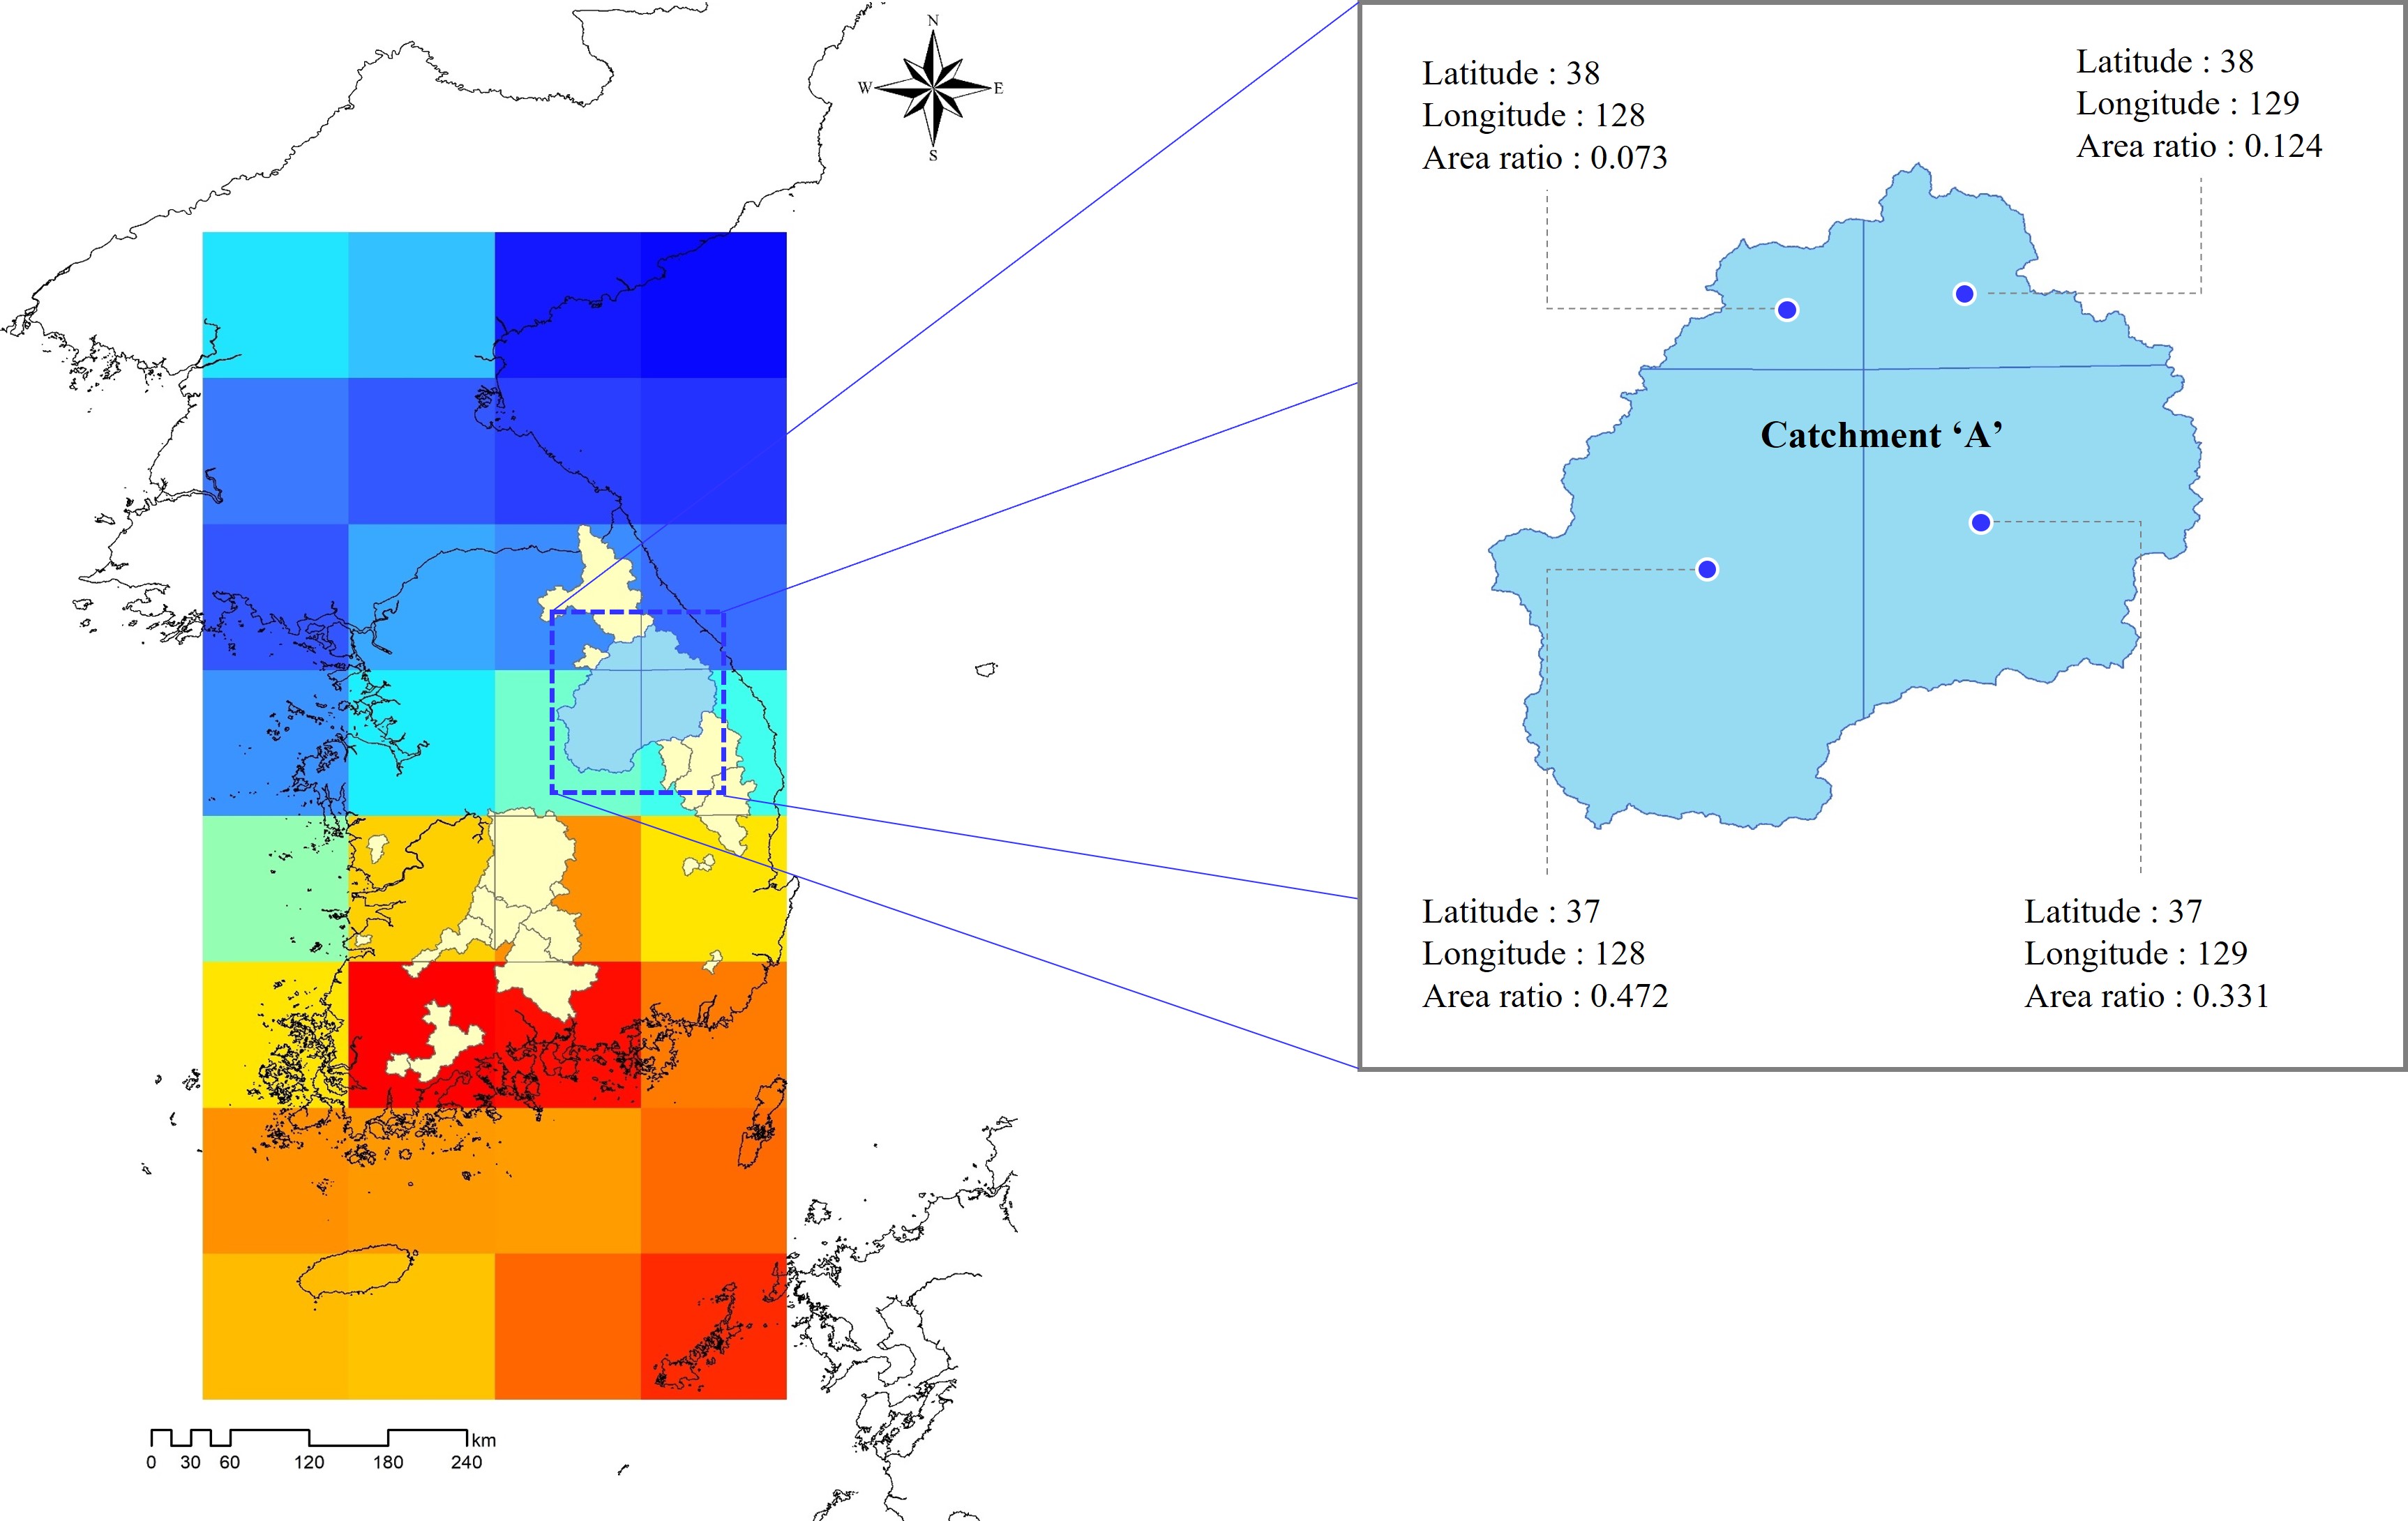 N
W
E
S
Latitude : 38
Longitude : 128
Area ratio : 0.073
Latitude : 38
Longitude : 129
Area ratio : 0.124
Catchment ‘A’
Latitude : 37
Longitude : 128
Area ratio : 0.472
Latitude : 37
Longitude : 129
Area ratio : 0.331
km
0 30 60 120 180 240